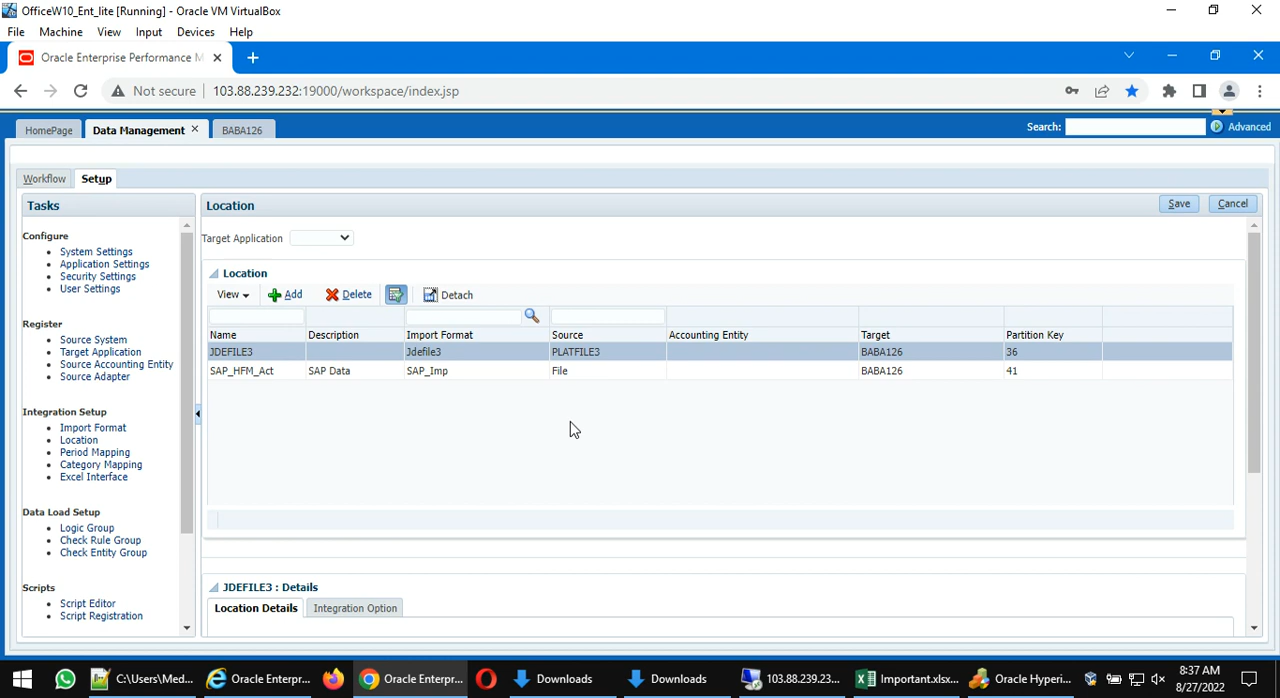 OfficeW10_Ent_lite [Running] - Oracle VM VirtualBox
File Machine View Input Devices Help
Oracle Enterprise Performance M
Not secure 103.88.239.232:19000/workspace/index.jsp
HomePage Data Management BABA126 Search: Advanced
Workflow Setup
Tasks
Configure
System Settings
Application Settings
Security Settings
User Settings
Register
Source System
Target Application
Source Accounting Entity
Source Adapter
Integration Setup
Import Format
Location
Period Mapping
Category Mapping
Excel Interface
Data Load Setup
Logic Group
Check Rule Group
Check Entity Group
Scripts
Script Editor
Script Registration
Location Save Cancel
Target Application
Location
View Add Delete Detach
Name Description Import Format Source Accounting Entity Target Partition Key
JDEFILE3 Jdefile3 PLATFILE3 BABA126 36
SAP_HFM_Act SAP Data SAP_Imp File BABA126 41
JDEFILE3 : Details
Location Details Integration Option
C:\Users\Med... Oracle Enterpr... Oracle Enterpr... Downloads Downloads 103.88.239.23... Important.xlsx... Oracle Hyperi...
8:37 AM
8/27/2022